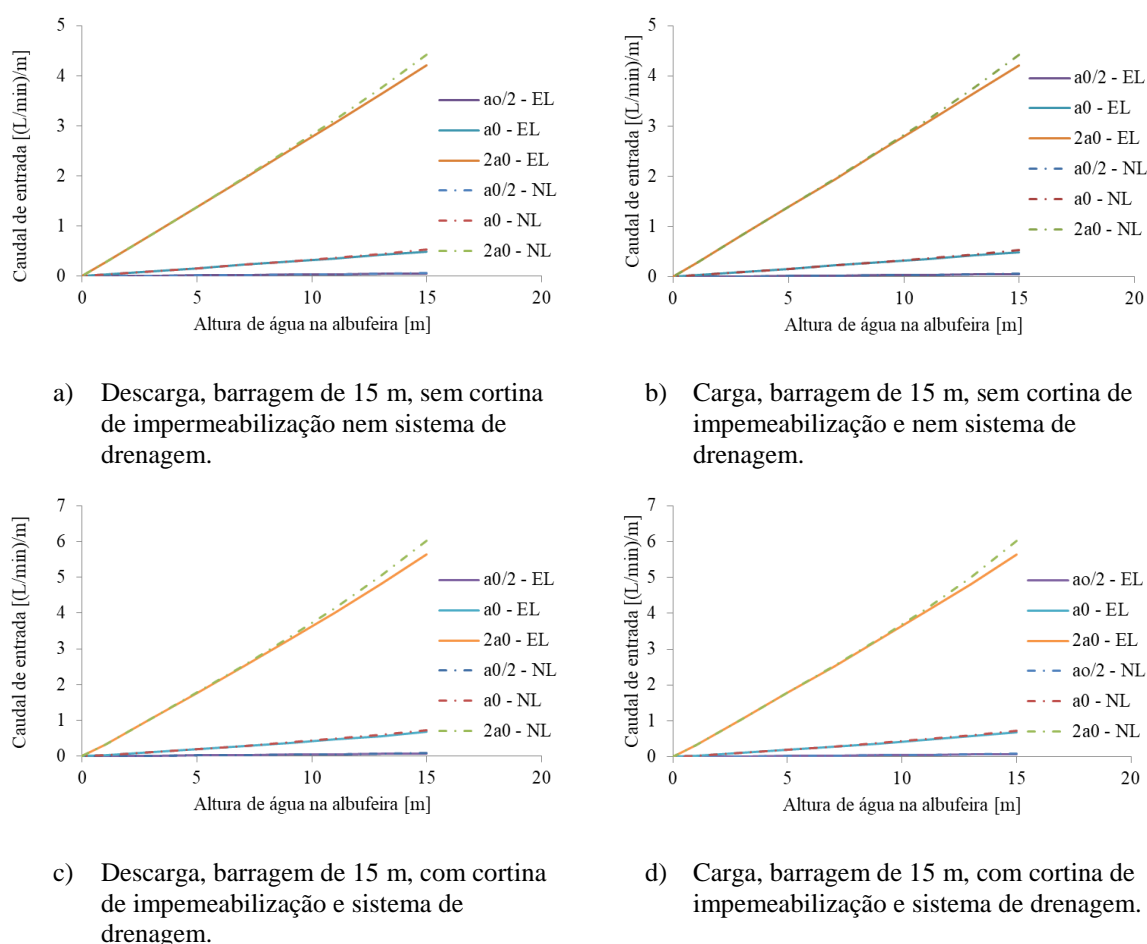 Caudal de entrada [(L/min)/m]
5
4
3
2
1
0
0 5 10 15 20
Altura de água na albufeira [m]
ao/2 - EL
a0 - EL
2a0 - EL
a0/2 - NL
a0 - NL
2a0 - NL
a) Descarga, barragem de 15 m, sem cortina
de impermeabilização nem sistema de
drenagem.
Caudal de entrada [(L/min)/m]
5
4
3
2
1
0
0 5 10 15 20
Altura de água na albufeira [m]
a0/2 - EL
a0 - EL
2a0 - EL
a0/2 - NL
a0 - NL
2a0 - NL
b) Carga, barragem de 15 m, sem cortina de
impemeabilização e nem sistema de
drenagem.
Caudal de entrada [(L/min)/m]
7
6
5
4
3
2
1
0
0 5 10 15 20
Altura de água na albufeira [m]
a0/2 - EL
a0 - EL
2a0 - EL
a0/2 - NL
a0 - NL
2a0 - NL
c) Descarga, barragem de 15 m, com cortina
de impemeabilização e sistema de
drenagem.
Caudal de entrada [(L/min)/m]
7
6
5
4
3
2
1
0
0 5 10 15 20
Altura de água na albufeira [m]
ao/2 - EL
a0 - EL
2a0 - EL
ao/2 - NL
a0 - NL
2a0 - NL
d) Carga, barragem de 15 m, com cortina de
impemeabilização e sistema de drenagem.